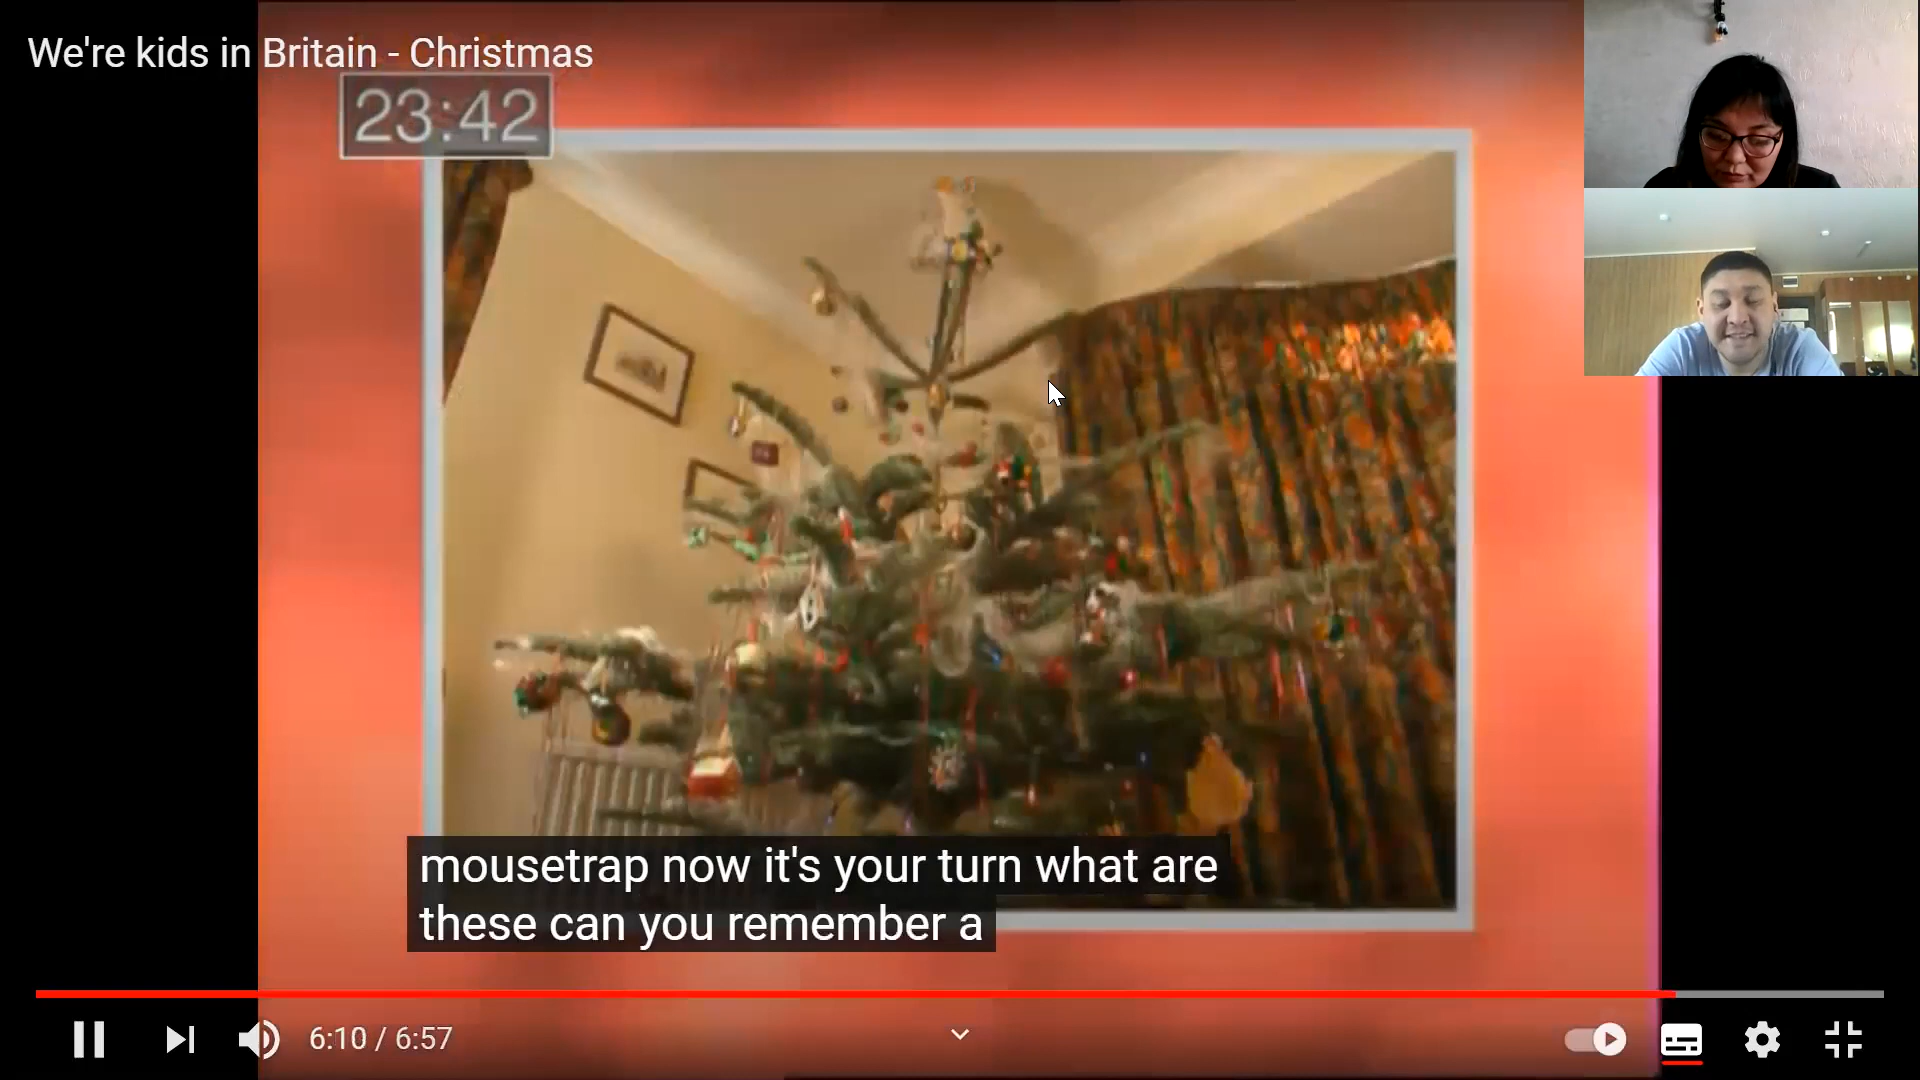 We're kids in Britain - Christmas
23:42
mousetrap now it's your turn what are
these can you remember a
6:10 / 6:57